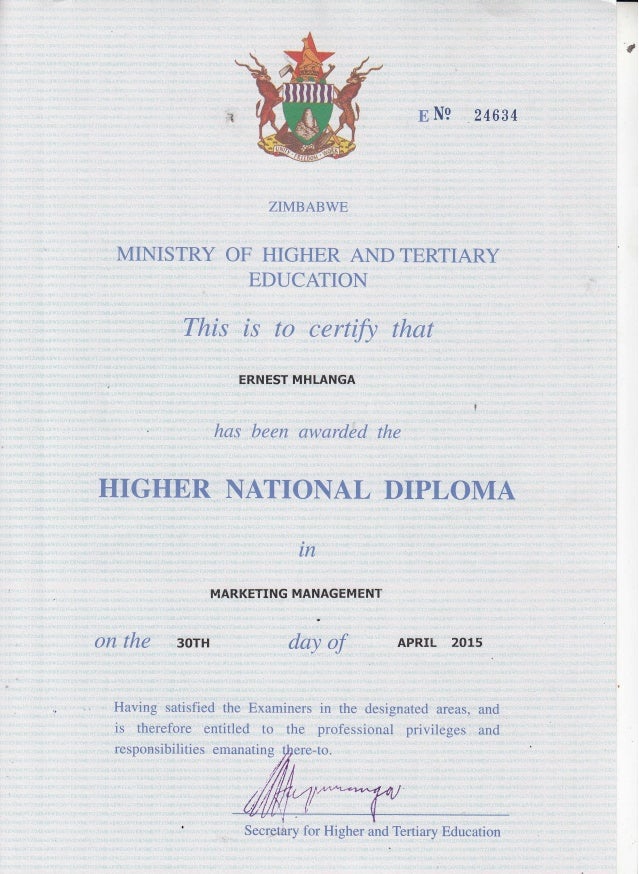 E Nº 24634
UNITY FREEDOM WORK
ZIMBABWE
MINISTRY OF HIGHER AND TERTIARY
EDUCATION
This is to certify that
ERNEST MHLANGA
has been awarded the
HIGHER NATIONAL DIPLOMA
in
MARKETING MANAGEMENT
on the 30TH day of APRIL 2015
Having satisfied the Examiners in the designated areas, and
is therefore entitled to the professional privileges and
responsibilities emanating there-to.
Secretary for Higher and Tertiary Education